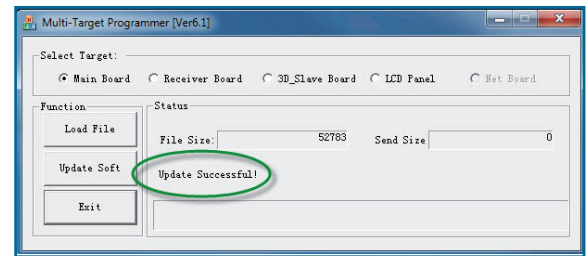 Multi-Target Programmer [Ver6.1]
Select Target:
Main Board Receiver Board 3D_Slave Board LCD Panel Net Board
Function
Status
Load File
File Size: 52783 Send Size 0
Update Soft
Update Successful!
Exit